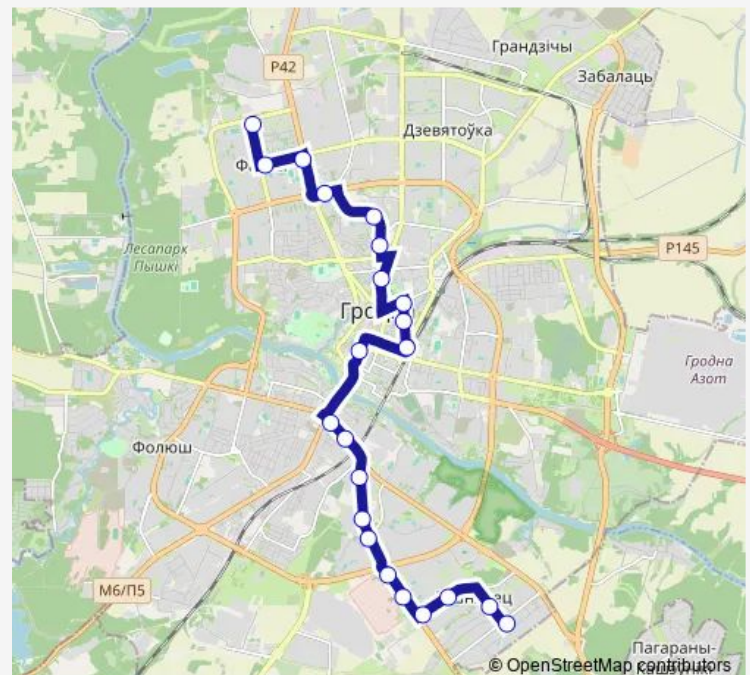 Грандзічы
Р42
Забалаць
Дзевятоўка
Лесапарк
Пышкі
Р145
Гродна
Азот
Фолюш
М6/П5
Пагараны-
© OpenStreetMap contributors